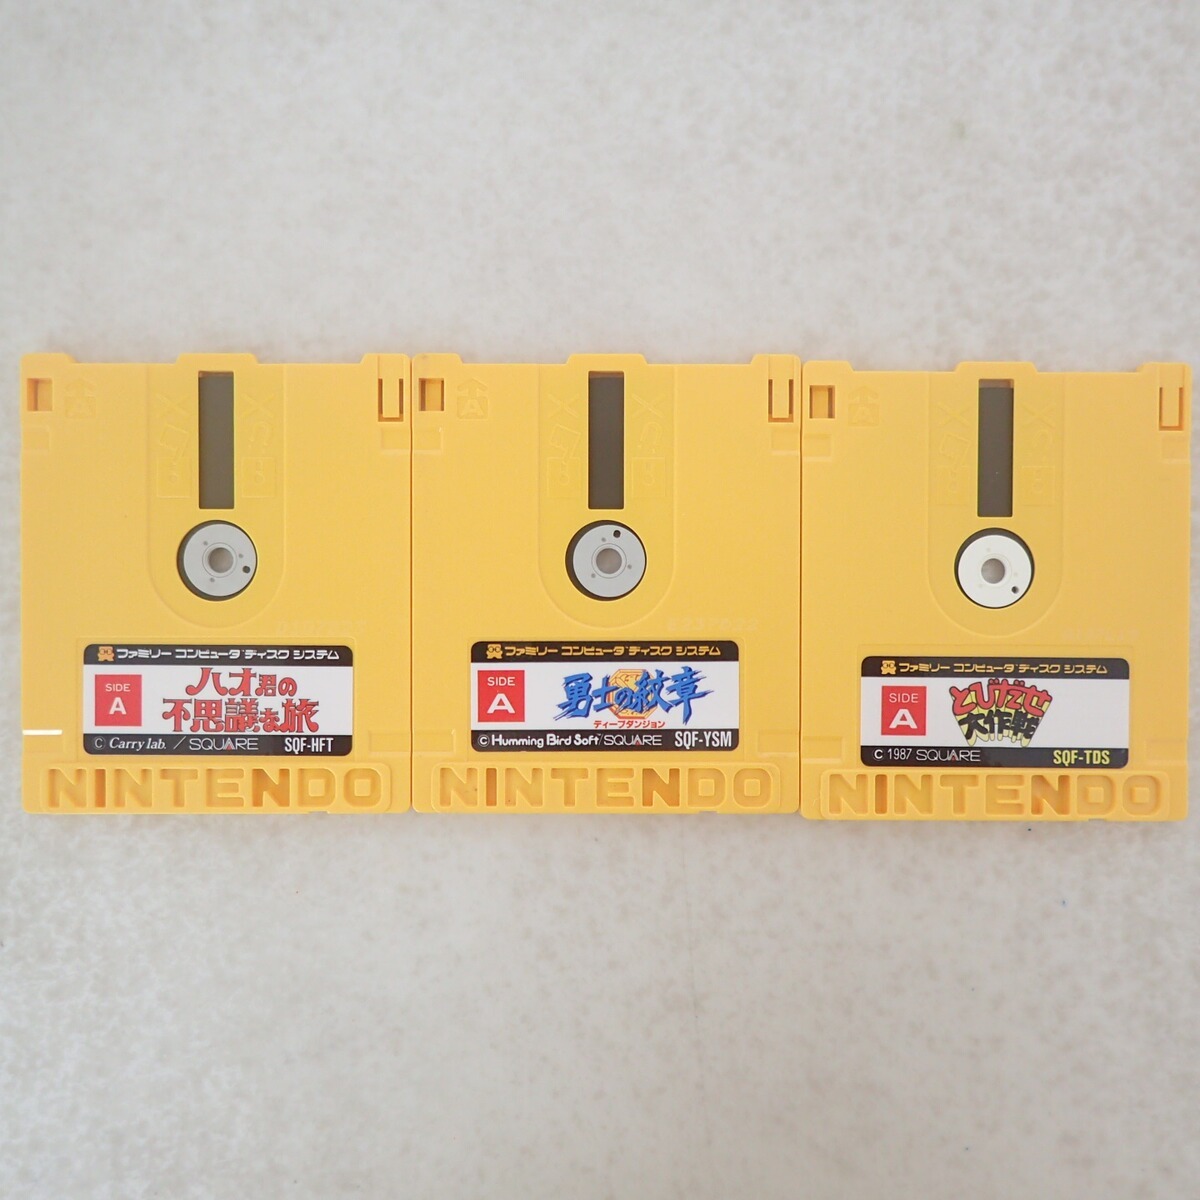 ファミリー コンピュータ ディスク システム
SIDE
A
ハオ君の
不思議な旅
© Carry lab. / SQUARE SQF-HFT
NINTENDO
ファミリー コンピュータ ディスク システム
SIDE
A
勇士の紋章
ディープダンジョン
© Humming Bird Soft / SQUARE SQF-YSM
NINTENDO
ファミリー コンピュータ ディスク システム
SIDE
A
とびだせ
大作戦
© 1987 SQUARE SQF-TDS
NINTENDO